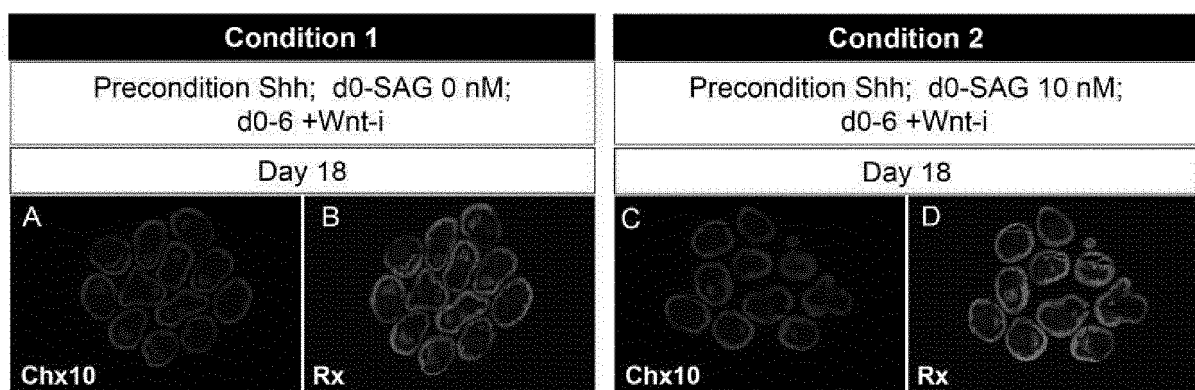 Condition 1
Precondition Shh; d0-SAG 0 nM;
d0-6 +Wnt-i
Day 18
A
Chx10
B
Rx
Condition 2
Precondition Shh; d0-SAG 10 nM;
d0-6 +Wnt-i
Day 18
C
Chx10
D
Rx